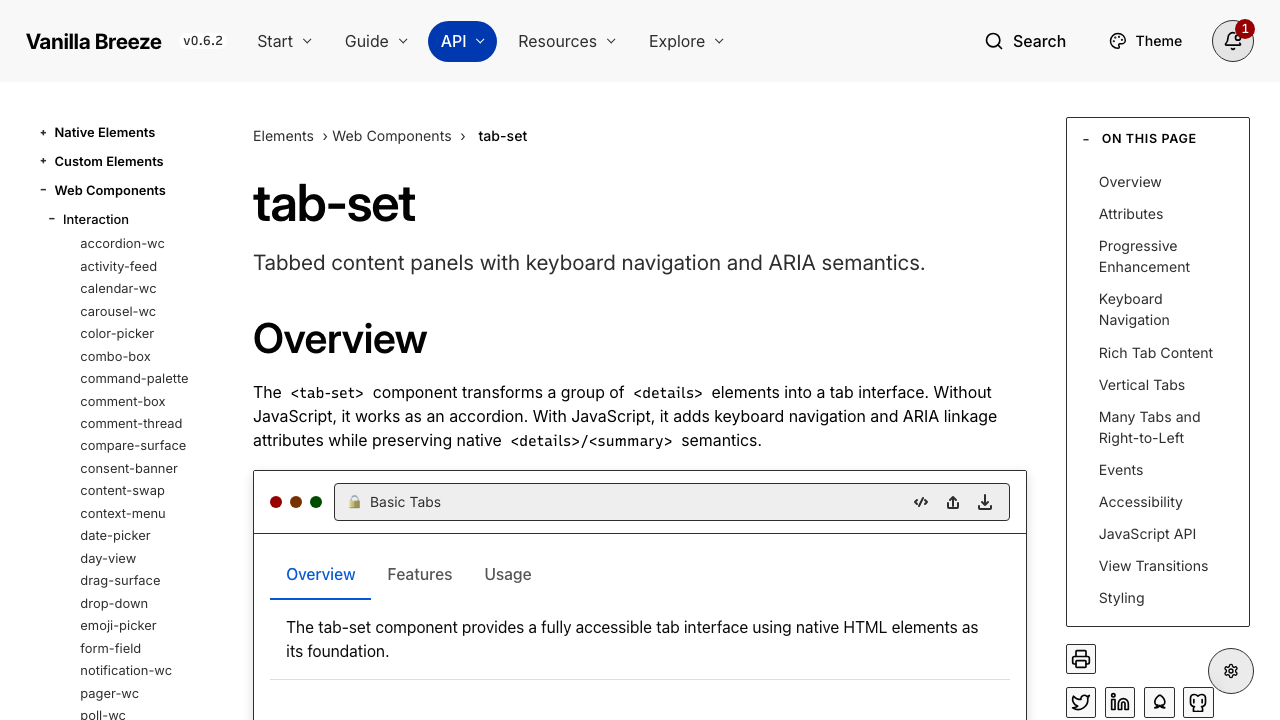 Vanilla Breeze v0.6.2 Start Guide API Resources Explore Search Theme 1
+ Native Elements
+ Custom Elements
− Web Components
− Interaction
accordion-wc
activity-feed
calendar-wc
carousel-wc
color-picker
combo-box
command-palette
comment-box
comment-thread
compare-surface
consent-banner
content-swap
context-menu
date-picker
day-view
drag-surface
drop-down
emoji-picker
form-field
notification-wc
pager-wc
poll-wc
Elements › Web Components › tab-set
tab-set
Tabbed content panels with keyboard navigation and ARIA semantics.
Overview
The <tab-set> component transforms a group of <details> elements into a tab interface. Without
JavaScript, it works as an accordion. With JavaScript, it adds keyboard navigation and ARIA linkage
attributes while preserving native <details>/<summary> semantics.
Basic Tabs
Overview Features Usage
The tab-set component provides a fully accessible tab interface using native HTML elements as
its foundation.
− ON THIS PAGE
Overview
Attributes
Progressive
Enhancement
Keyboard
Navigation
Rich Tab Content
Vertical Tabs
Many Tabs and
Right-to-Left
Events
Accessibility
JavaScript API
View Transitions
Styling